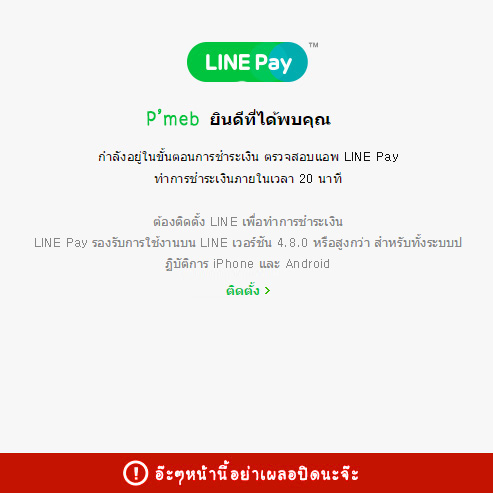 LINE Pay ™
P'meb ยินดีที่ได้พบคุณ
กำลังอยู่ในขั้นตอนการชำระเงิน ตรวจสอบแอพ LINE Pay
ทำการชำระเงินภายในเวลา 20 นาที
ต้องติดตั้ง LINE เพื่อทำการชำระเงิน
LINE Pay รองรับการใช้งานบน LINE เวอร์ชัน 4.8.0 หรือสูงกว่า สำหรับทั้งระบบป
ฏิบัติการ iPhone และ Android
ติดตั้ง >
! อ๊ะๆหน้านี้อย่าเผลอปิดนะจ๊ะ